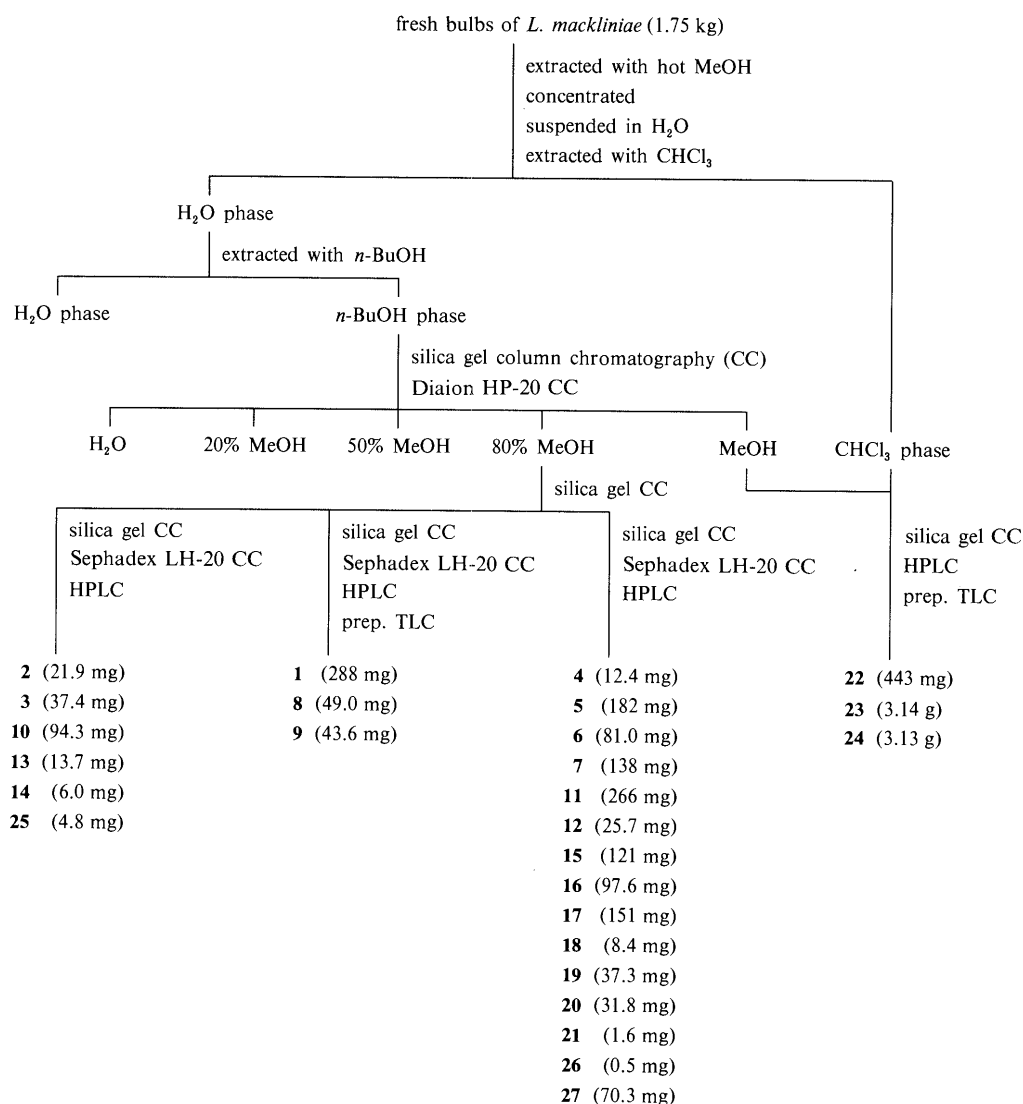 fresh bulbs of L. mackliniae (1.75 kg)
extracted with hot MeOH
concentrated
suspended in H₂O
extracted with CHCl₃
H₂O phase
extracted with n-BuOH
H₂O phase
n-BuOH phase
silica gel column chromatography (CC)
Diaion HP-20 CC
H₂O
20% MeOH
50% MeOH
80% MeOH
MeOH
CHCl₃ phase
silica gel CC
silica gel CC
Sephadex LH-20 CC
HPLC
silica gel CC
Sephadex LH-20 CC
HPLC
prep. TLC
silica gel CC
Sephadex LH-20 CC
HPLC
silica gel CC
HPLC
prep. TLC
2 (21.9 mg)
3 (37.4 mg)
10 (94.3 mg)
13 (13.7 mg)
14 (6.0 mg)
25 (4.8 mg)
1 (288 mg)
8 (49.0 mg)
9 (43.6 mg)
4 (12.4 mg)
5 (182 mg)
6 (81.0 mg)
7 (138 mg)
11 (266 mg)
12 (25.7 mg)
15 (121 mg)
16 (97.6 mg)
17 (151 mg)
18 (8.4 mg)
19 (37.3 mg)
20 (31.8 mg)
21 (1.6 mg)
26 (0.5 mg)
27 (70.3 mg)
22 (443 mg)
23 (3.14 g)
24 (3.13 g)